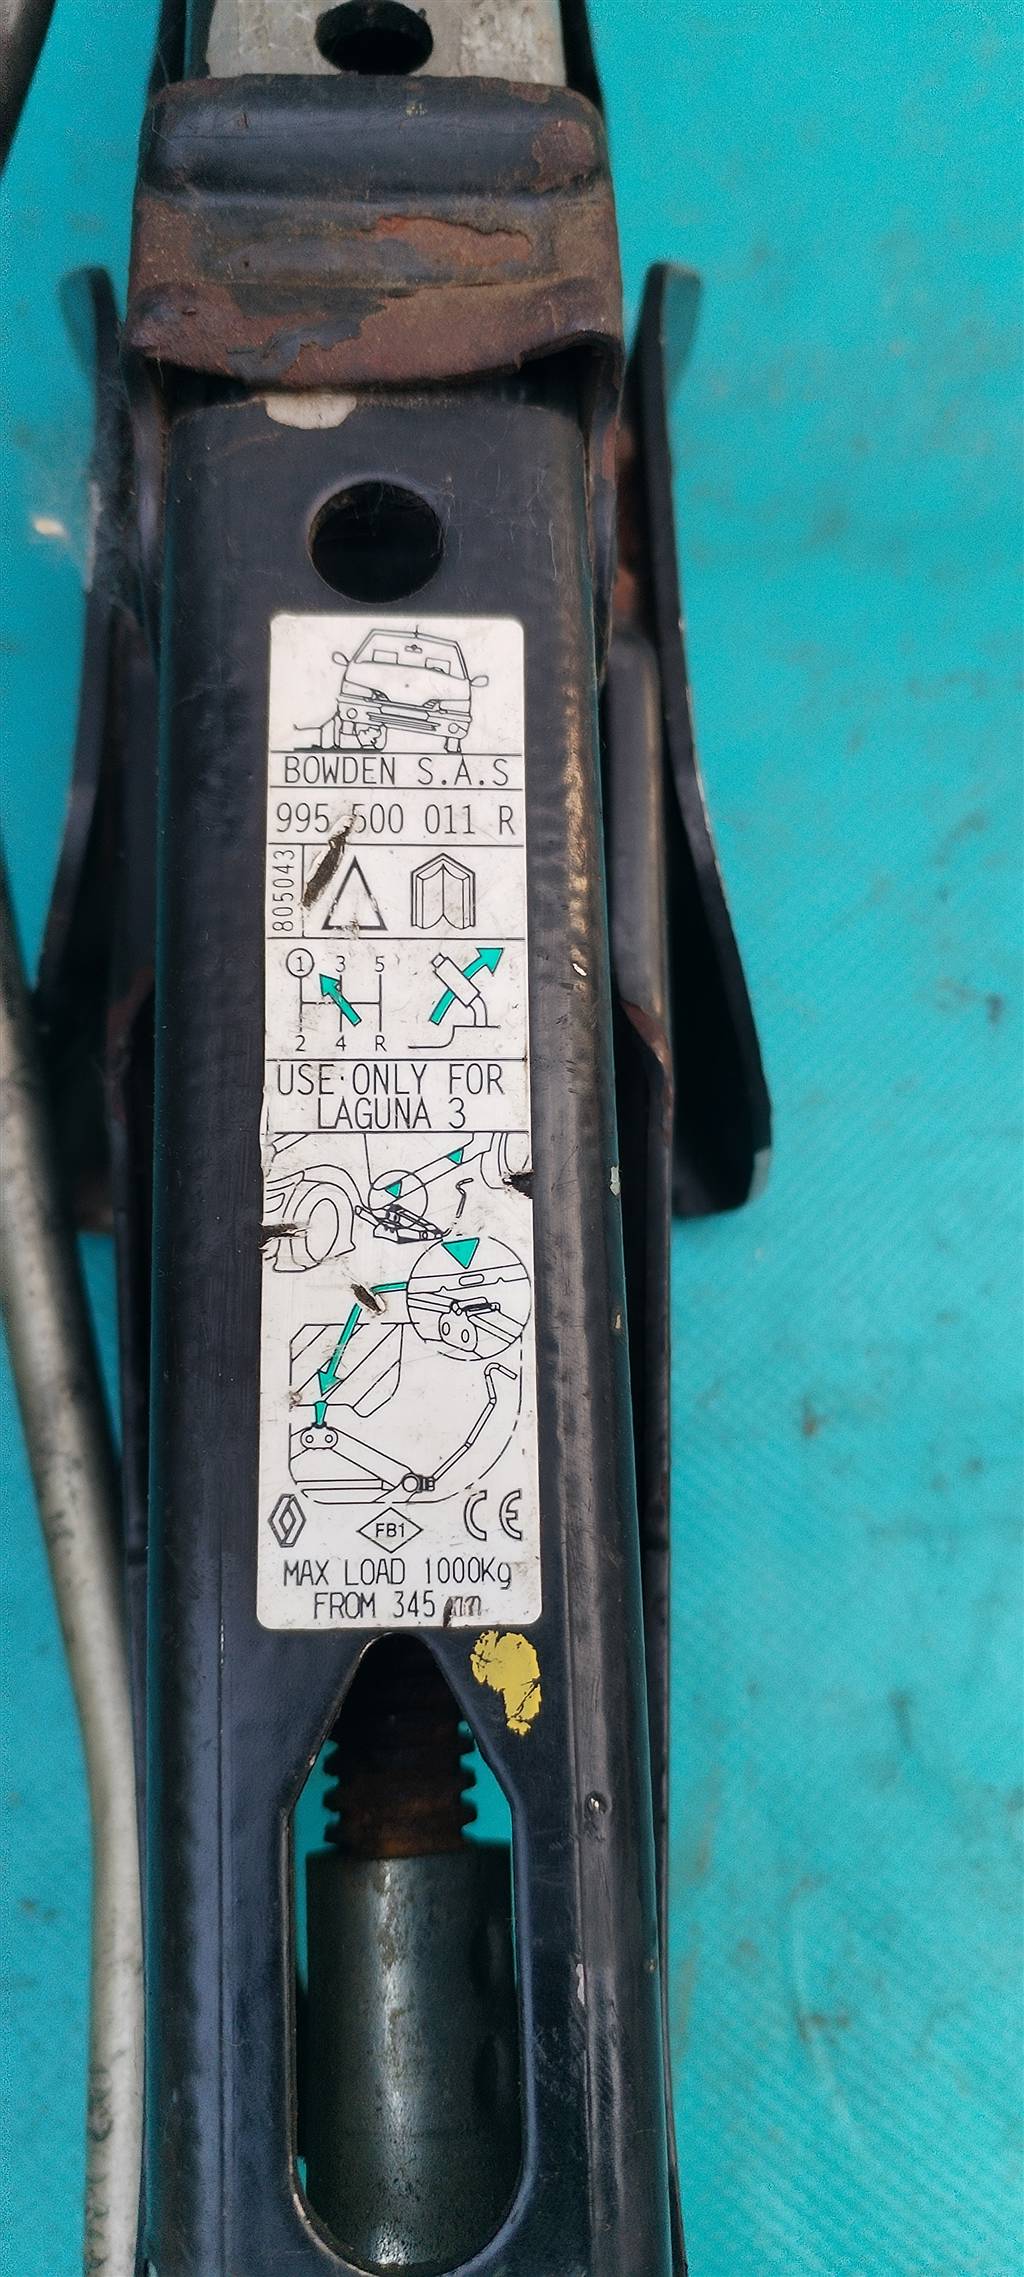 BOWDEN S.A.S
995 500 011 R
805043
1 3 5
2 4 R
USE ONLY FOR
LAGUNA 3
FB1
CE
MAX LOAD 1000Kg
FROM 345 mm